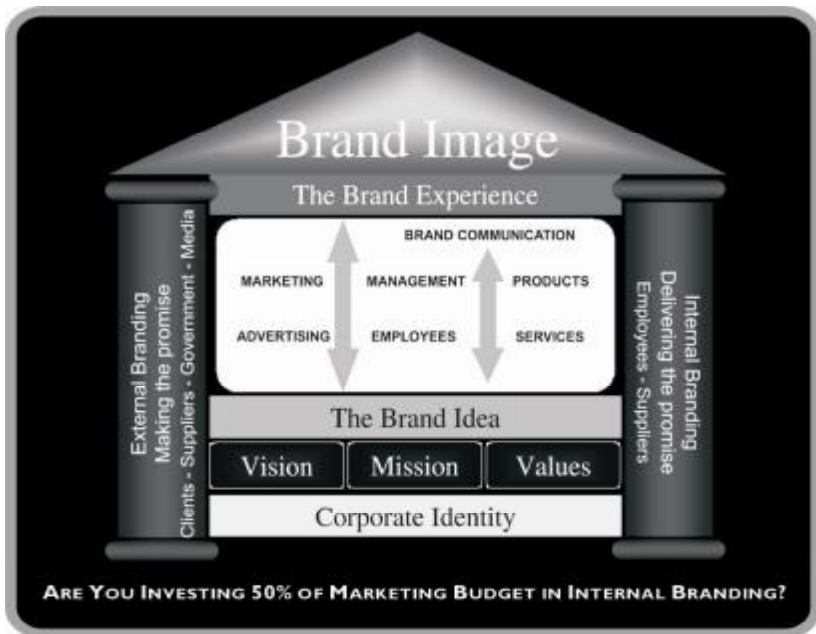 Brand Image
The Brand Experience
External Branding
Making the promise
Clients - Suppliers - Government - Media
BRAND COMMUNICATION
MARKETING MANAGEMENT PRODUCTS
ADVERTISING EMPLOYEES SERVICES
Internal Branding
Delivering the promise
Employees - Suppliers
The Brand Idea
Vision Mission Values
Corporate Identity
ARE YOU INVESTING 50% OF MARKETING BUDGET IN INTERNAL BRANDING?